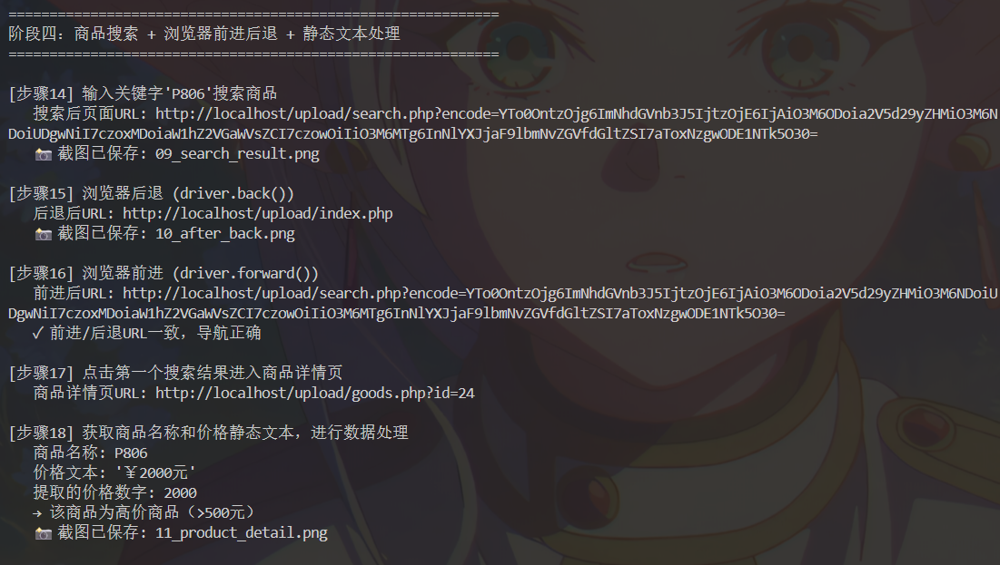 ============================================================
阶段四：商品搜索 + 浏览器前进后退 + 静态文本处理
============================================================
[步骤14] 输入关键字'P806'搜索商品
搜索后页面URL: http://localhost/upload/search.php?encode=YTo0OntzOjg6ImNhdGVnb3J5IjtzOjE6IjAiO3M6ODoia2V5d29yZHMiO3M6N
DoiUDgwNiI7czoxMDoiaW1hZ2VGaWVsZCI7czowOiIiO3M6MTg6InNlYXJjaF9lbmNvZGVfdGltZSI7aToxNzgwODE1NTk5O30=
📸 截图已保存: 09_search_result.png
[步骤15] 浏览器后退 (driver.back())
后退后URL: http://localhost/upload/index.php
📸 截图已保存: 10_after_back.png
[步骤16] 浏览器前进 (driver.forward())
前进后URL: http://localhost/upload/search.php?encode=YTo0OntzOjg6ImNhdGVnb3J5IjtzOjE6IjAiO3M6ODoia2V5d29yZHMiO3M6NDoiU
DgwNiI7czoxMDoiaW1hZ2VGaWVsZCI7czowOiIiO3M6MTg6InNlYXJjaF9lbmNvZGVfdGltZSI7aToxNzgwODE1NTk5O30=
✓ 前进/后退URL一致，导航正确
[步骤17] 点击第一个搜索结果进入商品详情页
商品详情页URL: http://localhost/upload/goods.php?id=24
[步骤18] 获取商品名称和价格静态文本，进行数据处理
商品名称: P806
价格文本: '￥2000元'
提取的价格数字: 2000
→ 该商品为高价商品（>500元）
📸 截图已保存: 11_product_detail.png